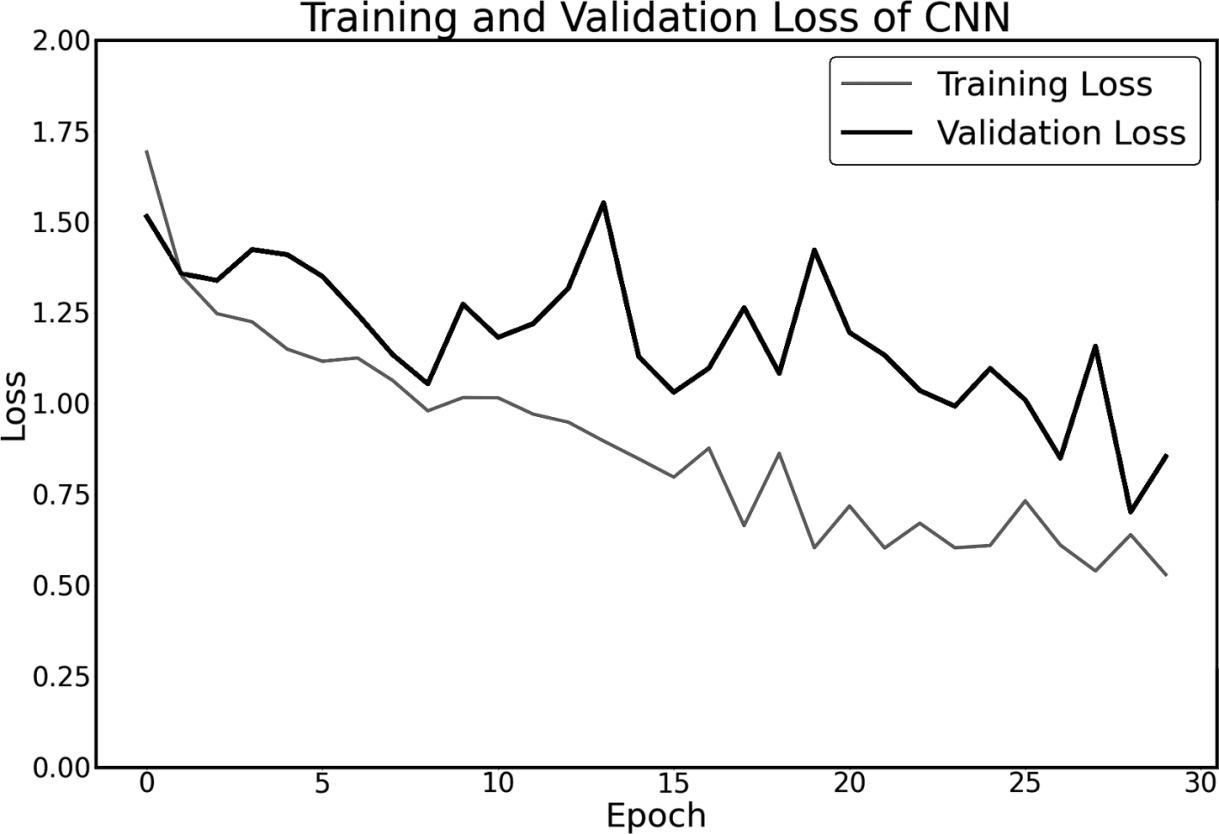 Training and Validation Loss of CNN
2.00
1.75
1.50
1.25
1.00
0.75
0.50
0.25
0.00
Loss
Training Loss
Validation Loss
0 5 10 15 20 25 30
Epoch